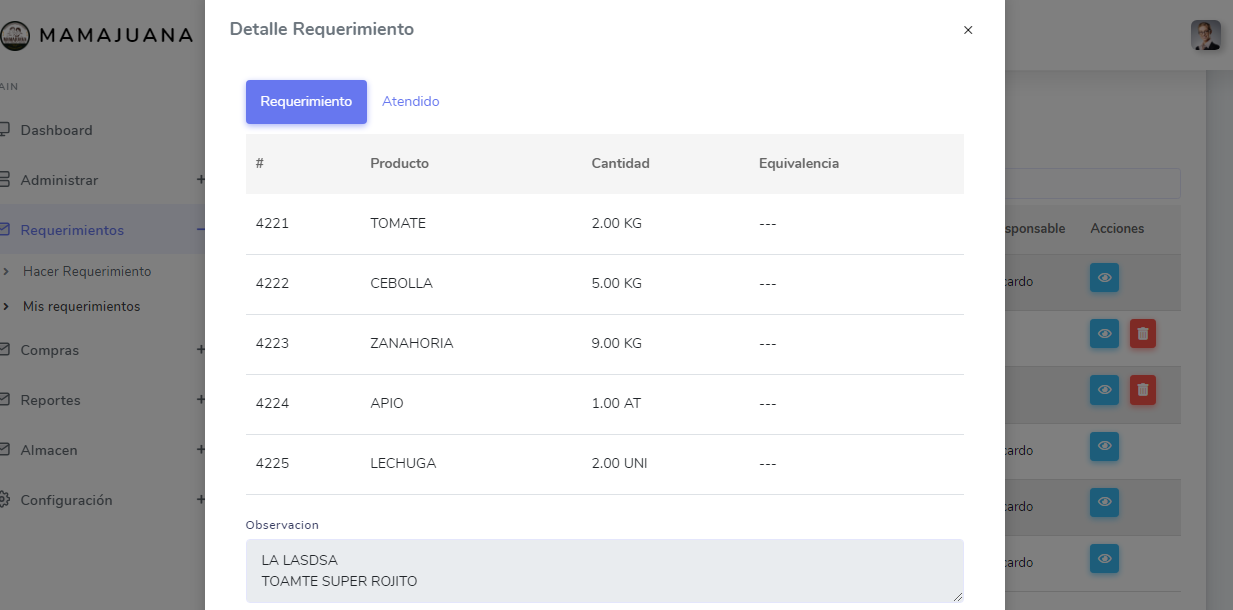 Detalle Requerimiento
×
MAMAJUANA
AIN
Dashboard
Administrar +
Requerimientos −
Hacer Requerimiento
Mis requerimientos
Compras +
Reportes +
Almacen +
Configuración +
Requerimiento Atendido
# Producto Cantidad Equivalencia
4221 TOMATE 2.00 KG ---
4222 CEBOLLA 5.00 KG ---
4223 ZANAHORIA 9.00 KG ---
4224 APIO 1.00 AT ---
4225 LECHUGA 2.00 UNI ---
Observacion
LA LASDSA
TOAMTE SUPER ROJITO
sponsable Acciones
cardo
cardo
cardo
cardo